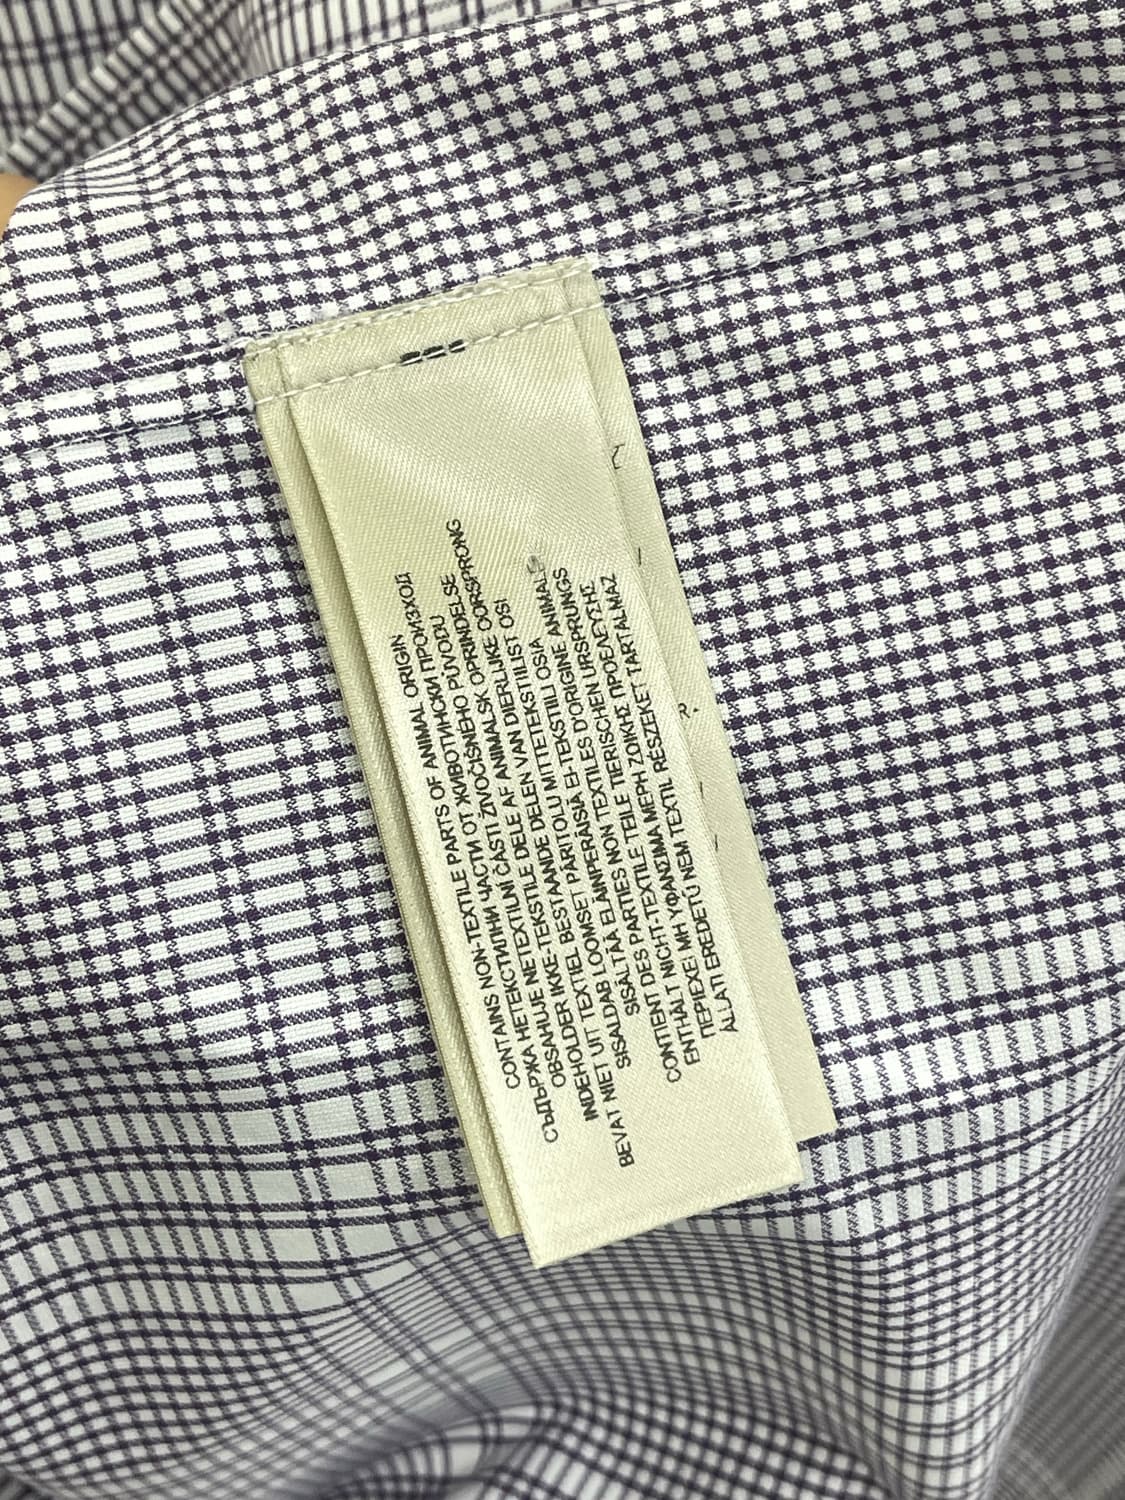 CONTAINS NON-TEXTILE PARTS OF ANIMAL ORIGIN
СЪДЪРЖА НЕТЕКСТИЛНИ ЧАСТИ ОТ ЖИВОТИНСКИ ПРОИЗХОД
OBSAHUJE NETEXTILNÍ ČÁSTI ŽIVOČIŠNÉHO PŮVODU
INDEHOLDER IKKE-TEKSTILE DELE AF ANIMALSK OPRINDELSE
BEVAT NIET UIT TEXTIEL BESTAANDE DELEN VAN DIERLIJKE OORSPRONG
SISALDAB LOOMSET PÄRITOLU MITTETEKSTIILIST OSI
SISÄLTÄÄ ELÄINPERÄISIÄ EI-TEKSTIILI OSIA
CONTIENT DES PARTIES NON TEXTILES D'ORIGINE ANIMALE
ENTHÄLT NICHT-TEXTILE TEILE TIERISCHEN URSPRUNGS
ΠΕΡΙΕΧΕΙ ΜΗ ΥΦΑΝΣΙΜΑ ΜΕΡΗ ΖΩΙΚΗΣ ΠΡΟΕΛΕΥΣΗΣ
ÁLLATI EREDETŰ NEM TEXTIL RÉSZEKET TARTALMAZ
R.